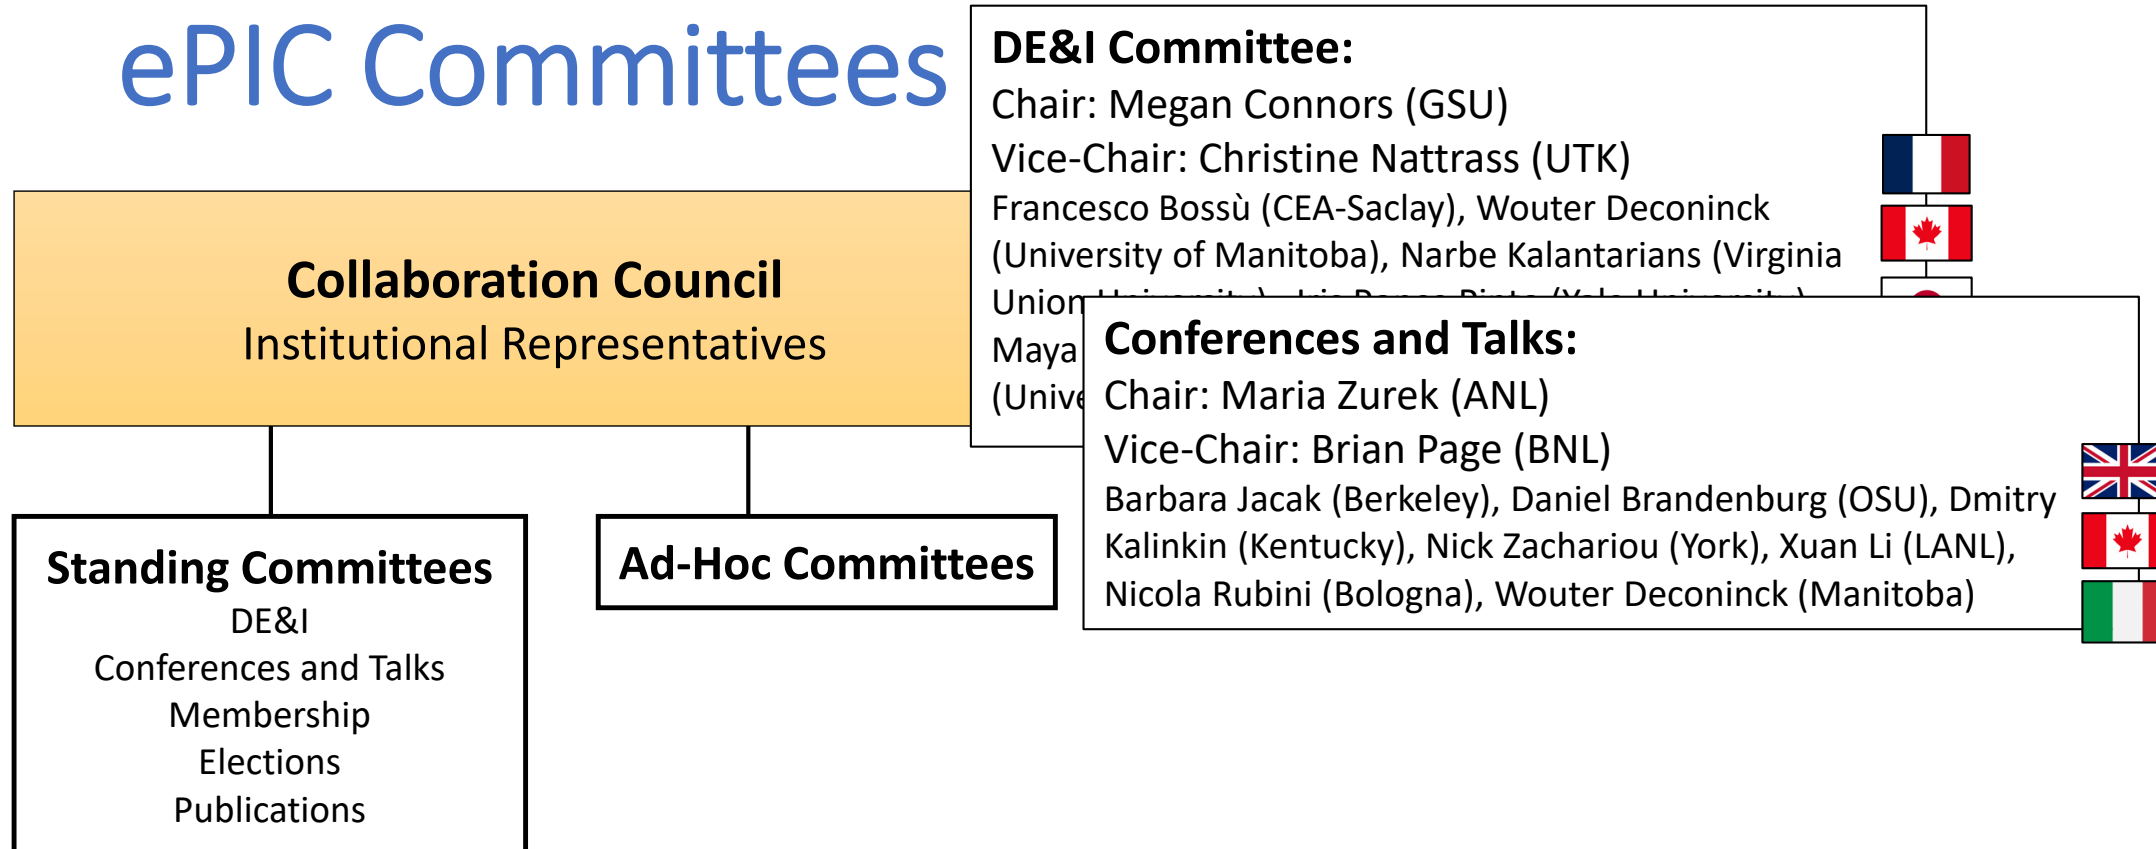 ePIC Committees
DE&I Committee:
Chair: Megan Connors (GSU)
Vice-Chair: Christine Nattrass (UTK)
Francesco Bossù (CEA-Saclay), Wouter Deconinck
(University of Manitoba), Narbe Kalantarians (Virginia
Union
Maya
Conferences and Talks:
Chair: Maria Zurek (ANL)
Vice-Chair: Brian Page (BNL)
Barbara Jacak (Berkeley), Daniel Brandenburg (OSU), Dmitry
Kalinkin (Kentucky), Nick Zachariou (York), Xuan Li (LANL),
Nicola Rubini (Bologna), Wouter Deconinck (Manitoba)
Collaboration Council
Institutional Representatives
Standing Committees
DE&I
Conferences and Talks
Membership
Elections
Publications
Ad-Hoc Committees